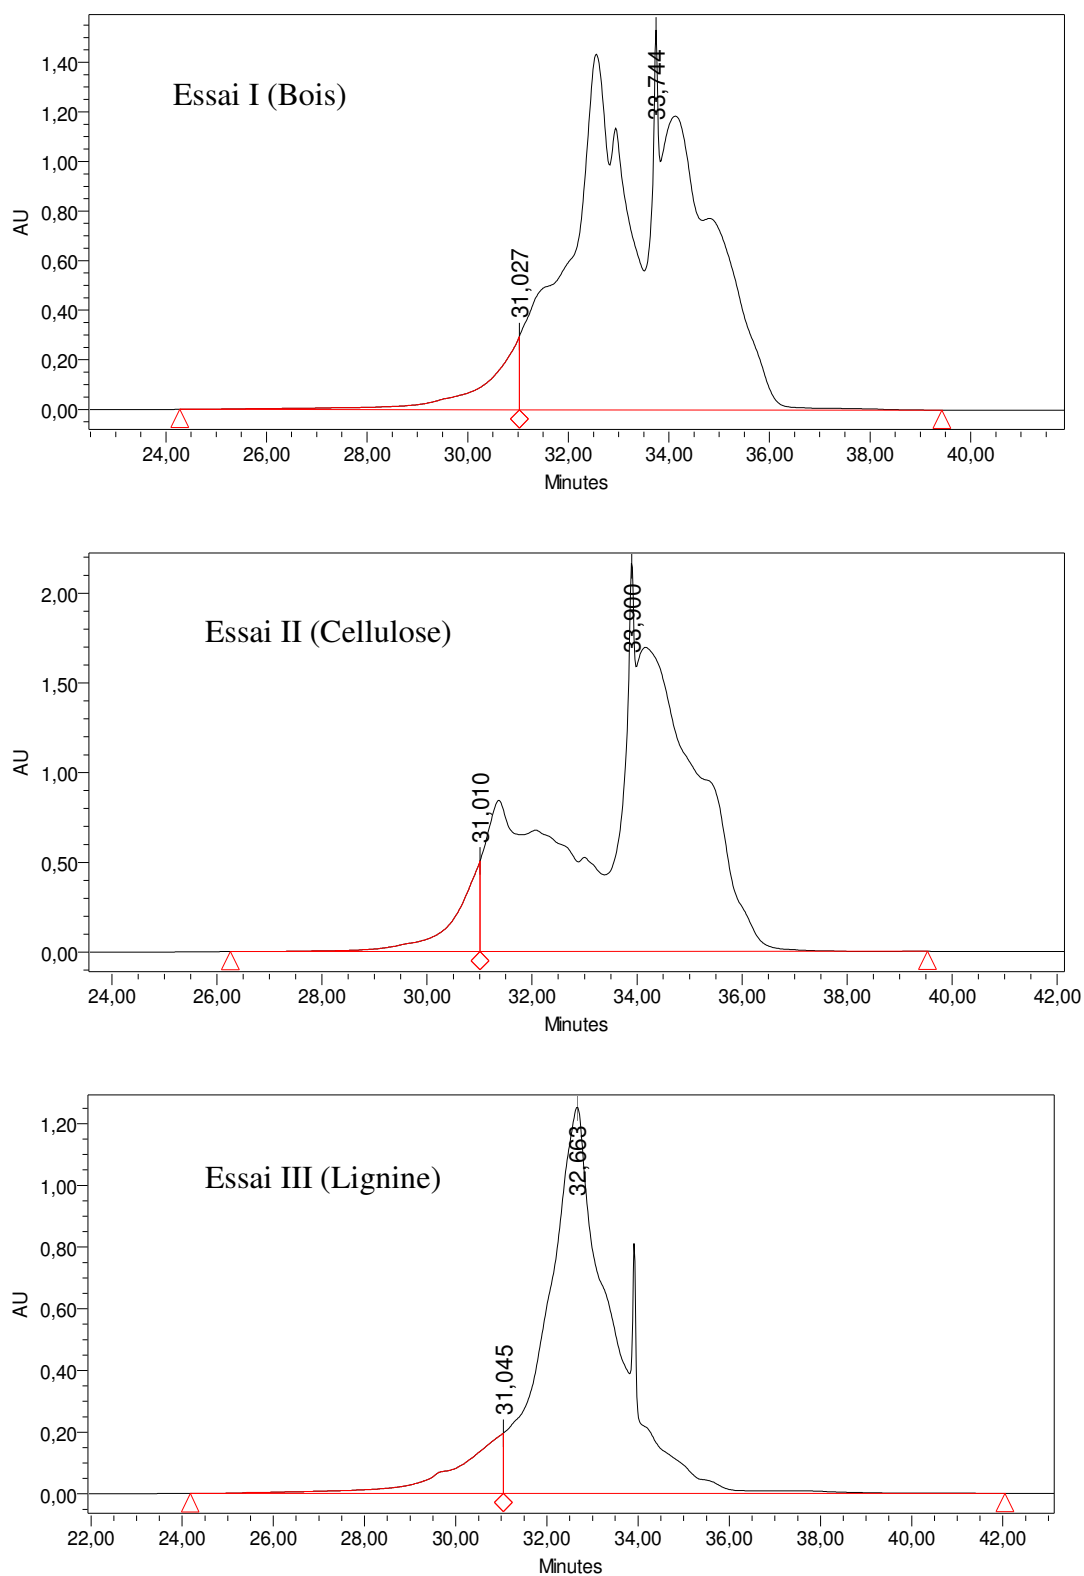 Essai I (Bois)
AU
1,40
1,20
1,00
0,80
0,60
0,40
0,20
0,00
31,027
33,744
24,00 26,00 28,00 30,00 32,00 34,00 36,00 38,00 40,00
Minutes
Essai II (Cellulose)
AU
2,00
1,50
1,00
0,50
0,00
31,010
33,900
24,00 26,00 28,00 30,00 32,00 34,00 36,00 38,00 40,00 42,00
Minutes
Essai III (Lignine)
AU
1,20
1,00
0,80
0,60
0,40
0,20
0,00
31,045
32,663
22,00 24,00 26,00 28,00 30,00 32,00 34,00 36,00 38,00 40,00 42,00
Minutes